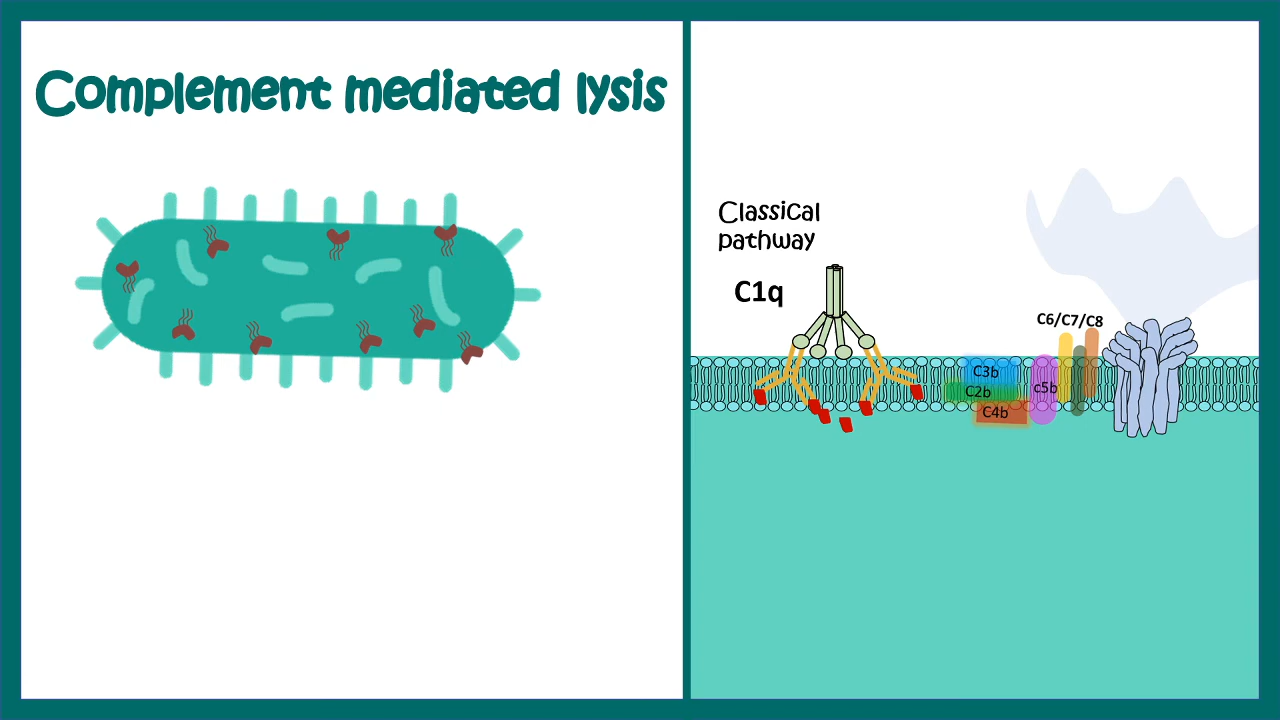 Complement mediated lysis
Classical
pathway
C1q
C6/C7/C8
C3b
C2b
c5b
C4b